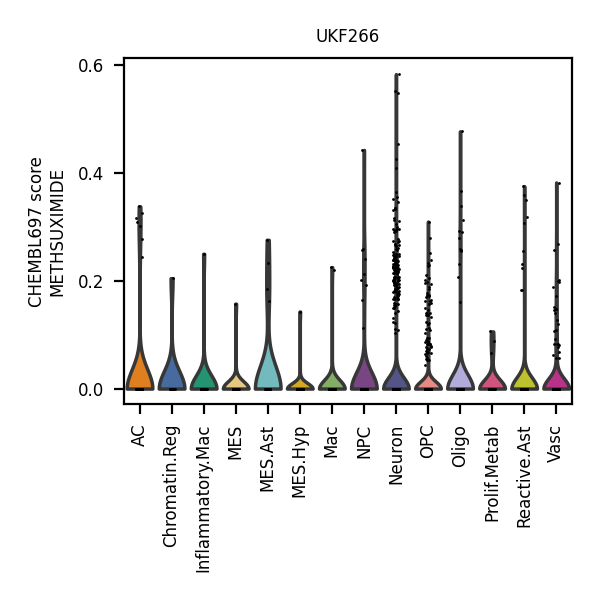 UKF266
CHEMBL697 score
METHSUXIMIDE
0.6
0.4
0.2
0.0
AC
Chromatin.Reg
Inflammatory.Mac
MES
MES.Ast
MES.Hyp
Mac
NPC
Neuron
OPC
Oligo
Prolif.Metab
Reactive.Ast
Vasc